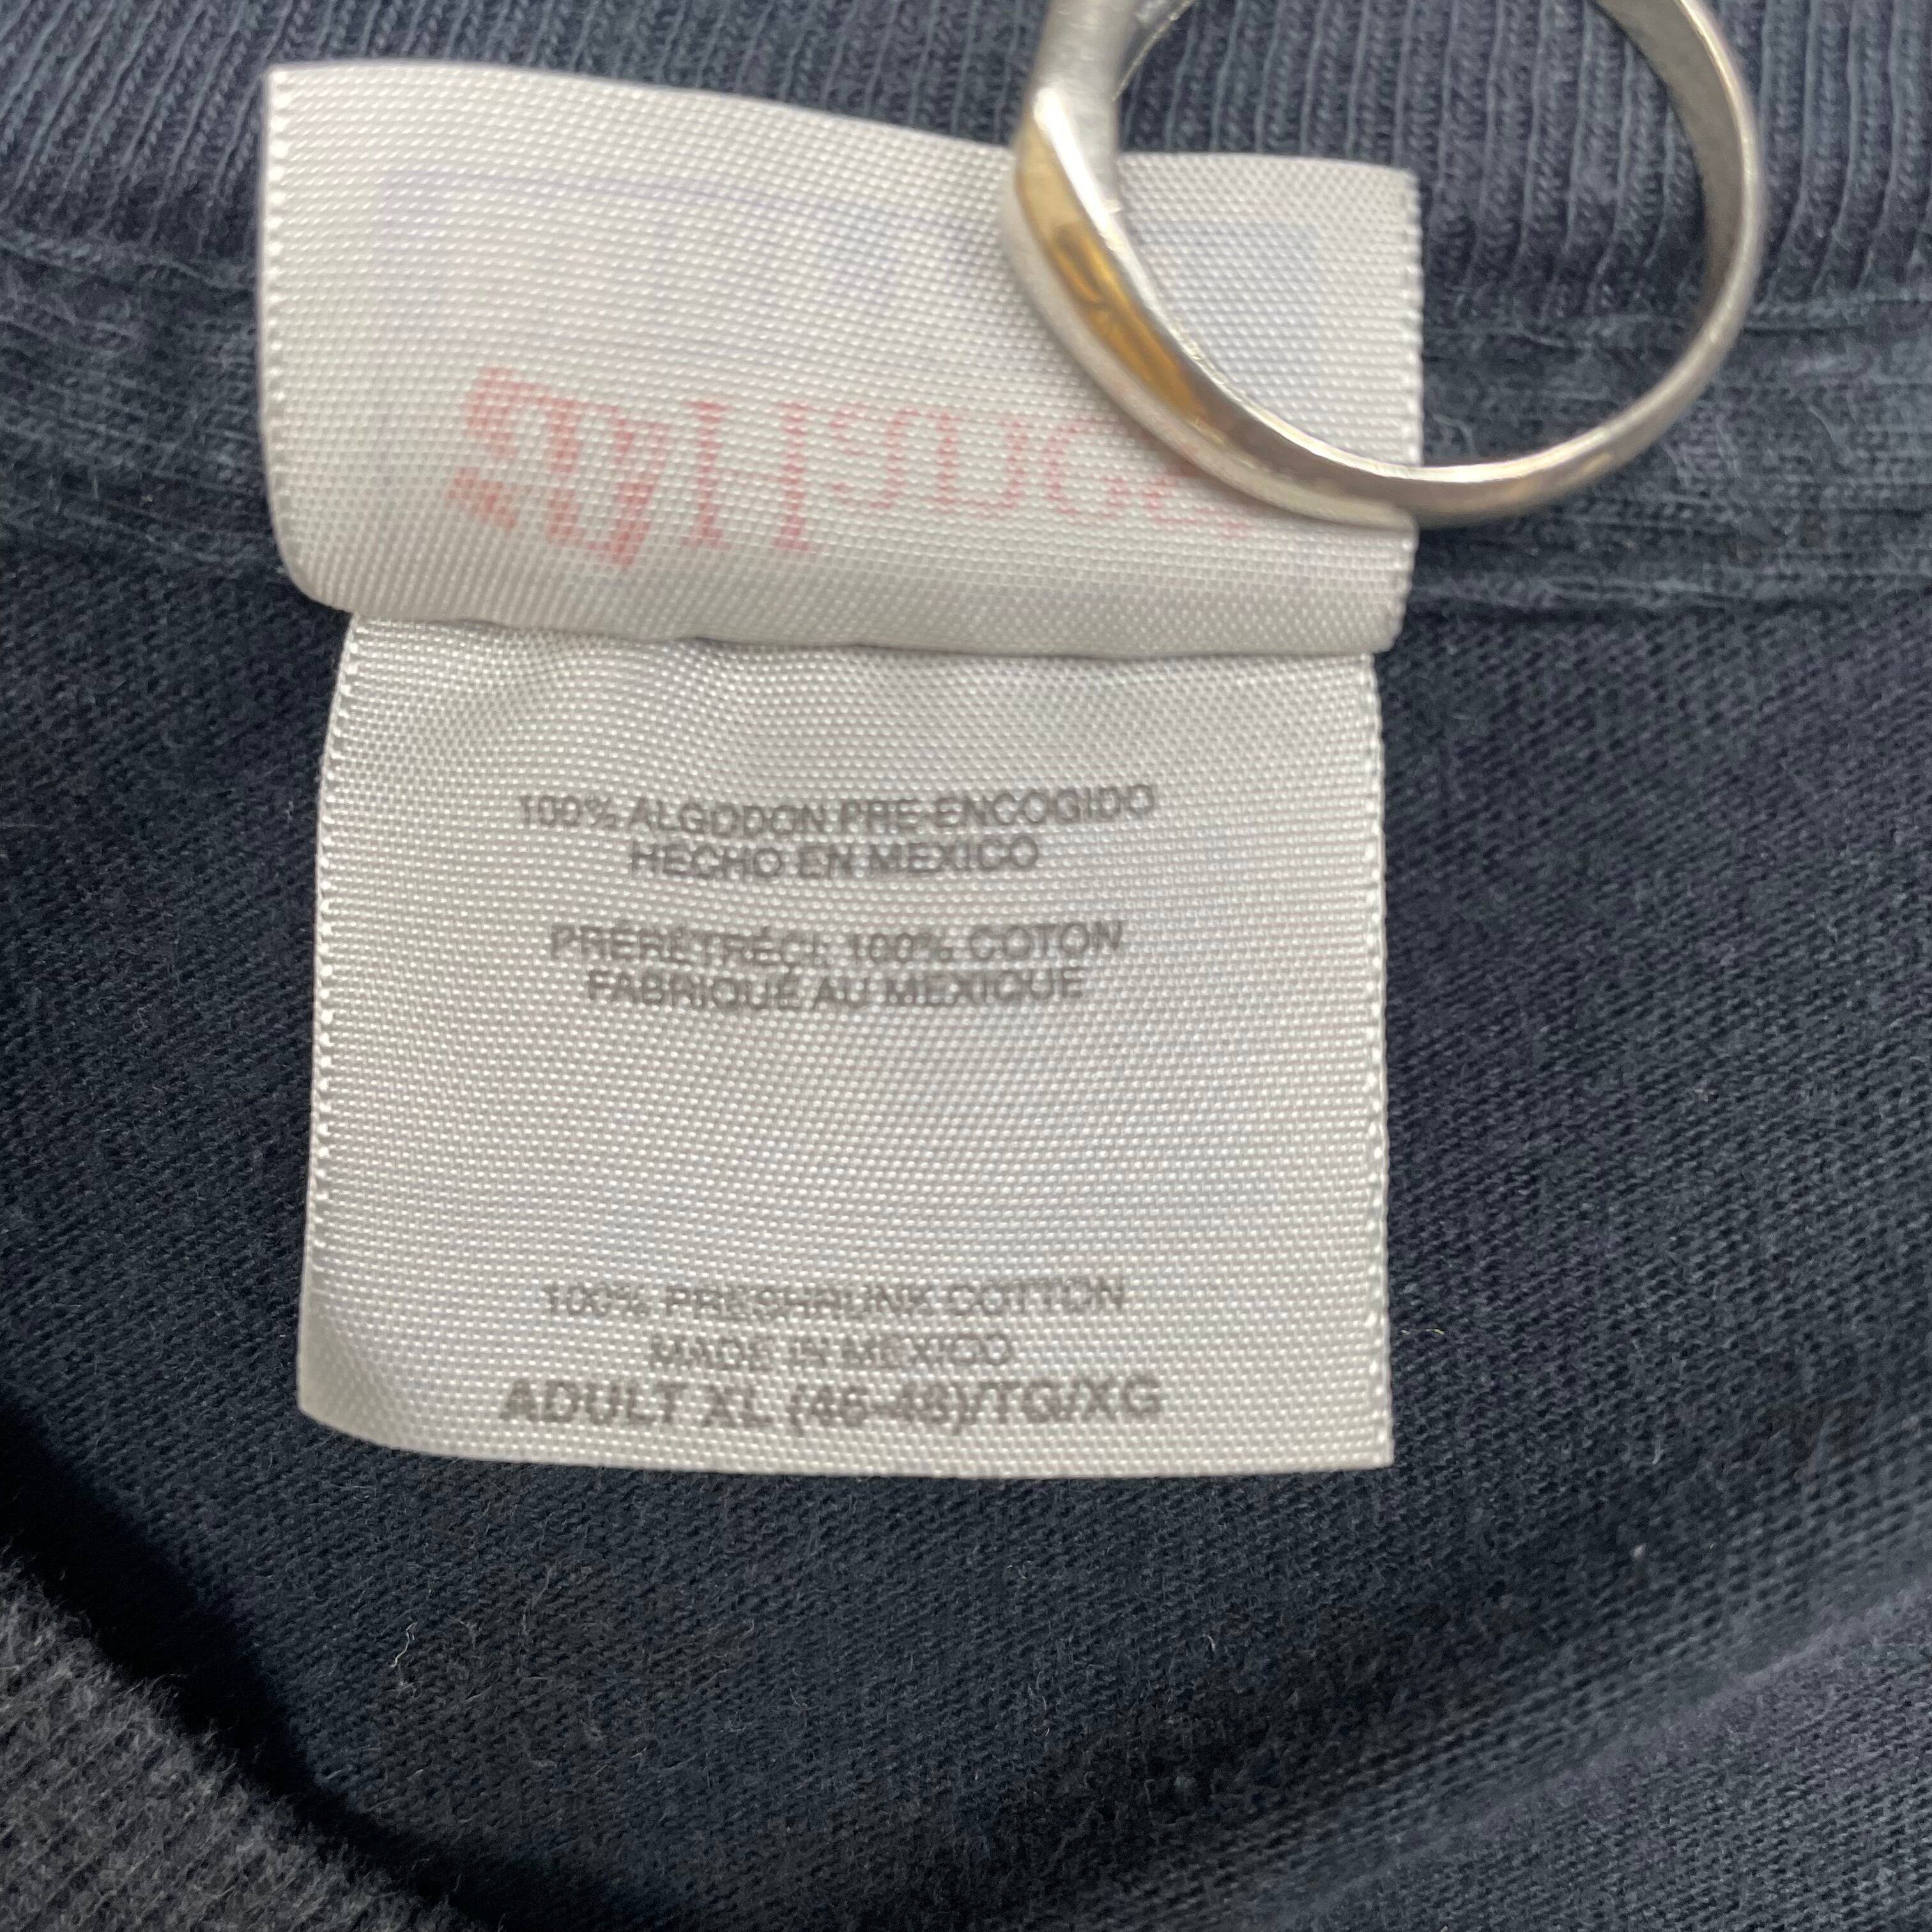 100% ALGODON PRE-ENCOGIDO
HECHO EN MEXICO
PRÉRÉTRÉCI, 100% COTON
FABRIQUÉ AU MEXIQUE
100% PRESHRUNK COTTON
MADE IN MEXICO
ADULT XL (46-48)/TG/XG